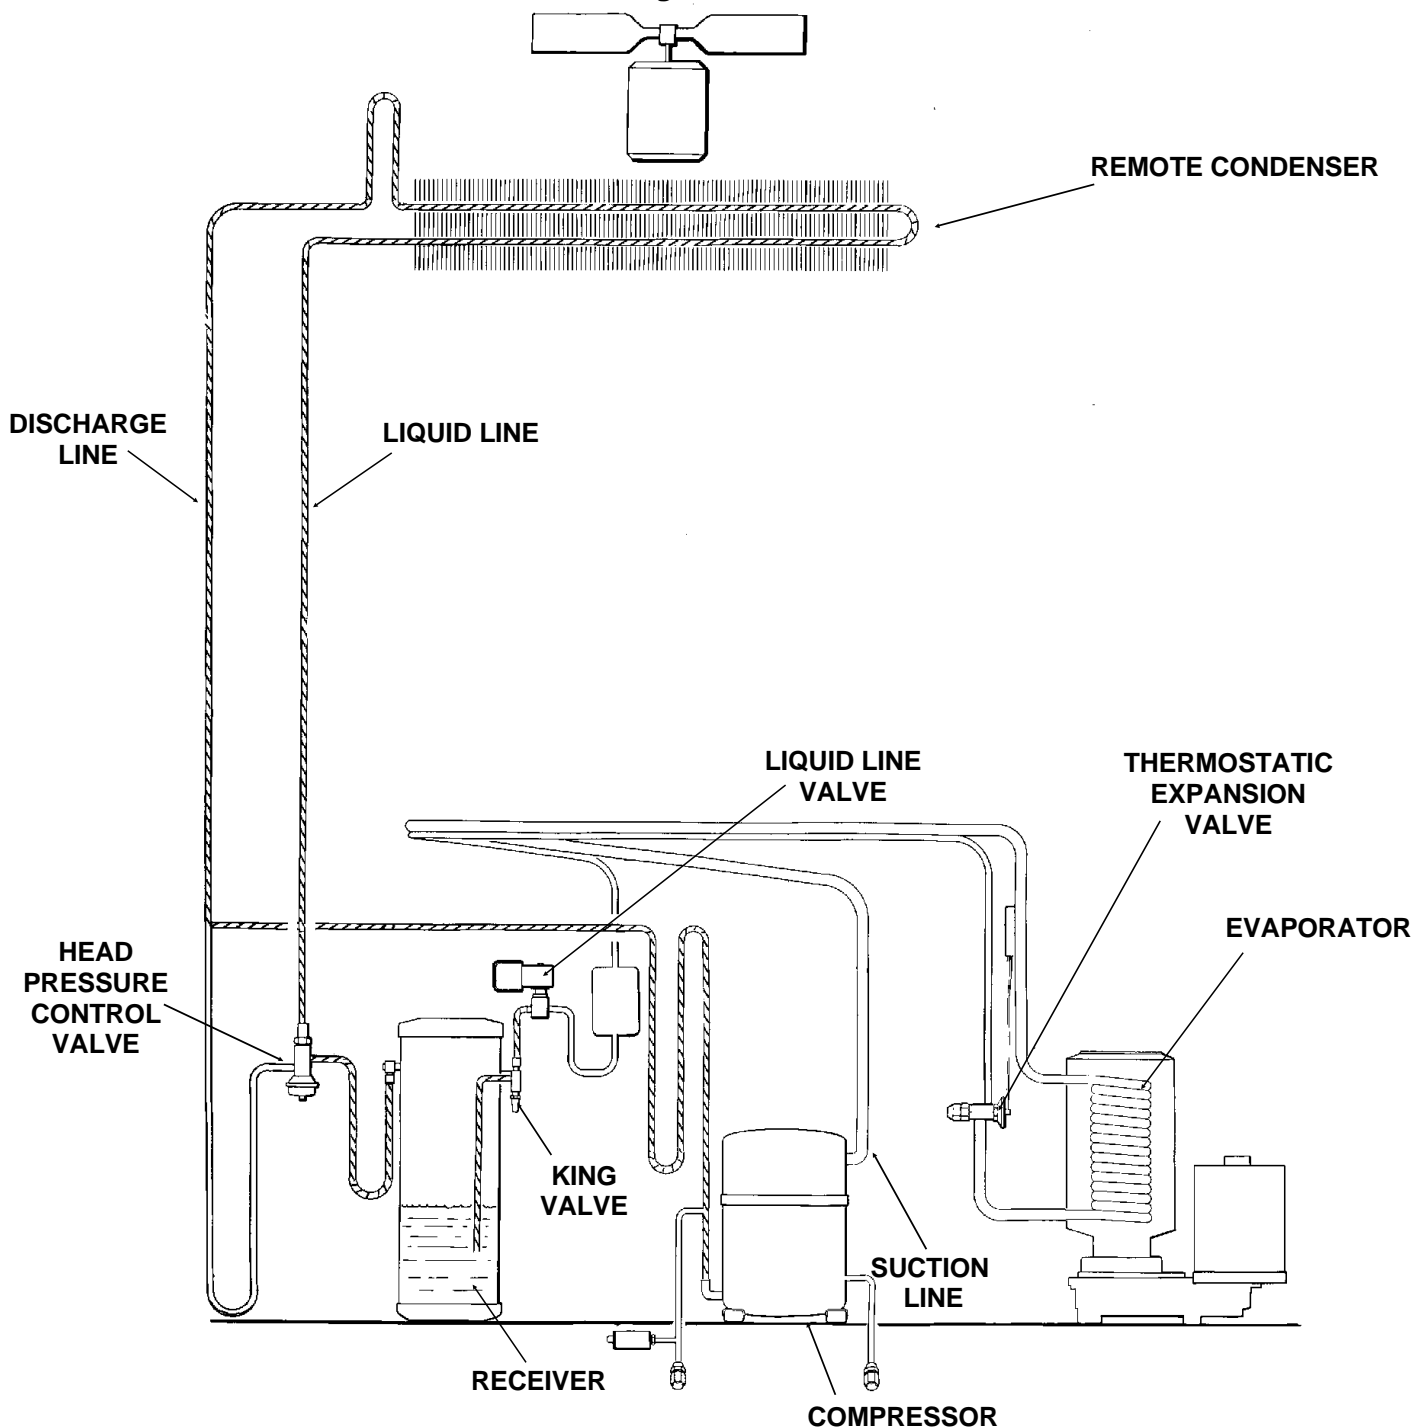 REMOTE CONDENSER
DISCHARGE
LINE
LIQUID LINE
LIQUID LINE
VALVE
THERMOSTATIC
EXPANSION
VALVE
EVAPORATOR
HEAD
PRESSURE
CONTROL
VALVE
KING
VALVE
SUCTION
LINE
RECEIVER
COMPRESSOR